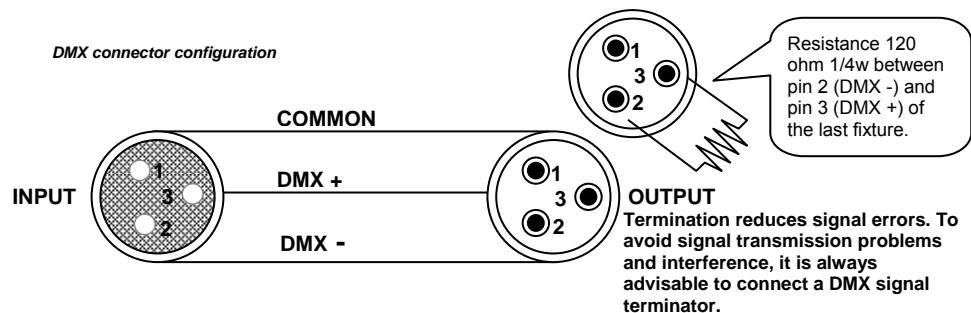 DMX connector configuration
1
3
2
Resistance 120
ohm 1/4w between
pin 2 (DMX -) and
pin 3 (DMX +) of
the last fixture.
COMMON
INPUT
1
3
2
DMX +
DMX -
1
3
2
OUTPUT
Termination reduces signal errors. To
avoid signal transmission problems
and interference, it is always
advisable to connect a DMX signal
terminator.